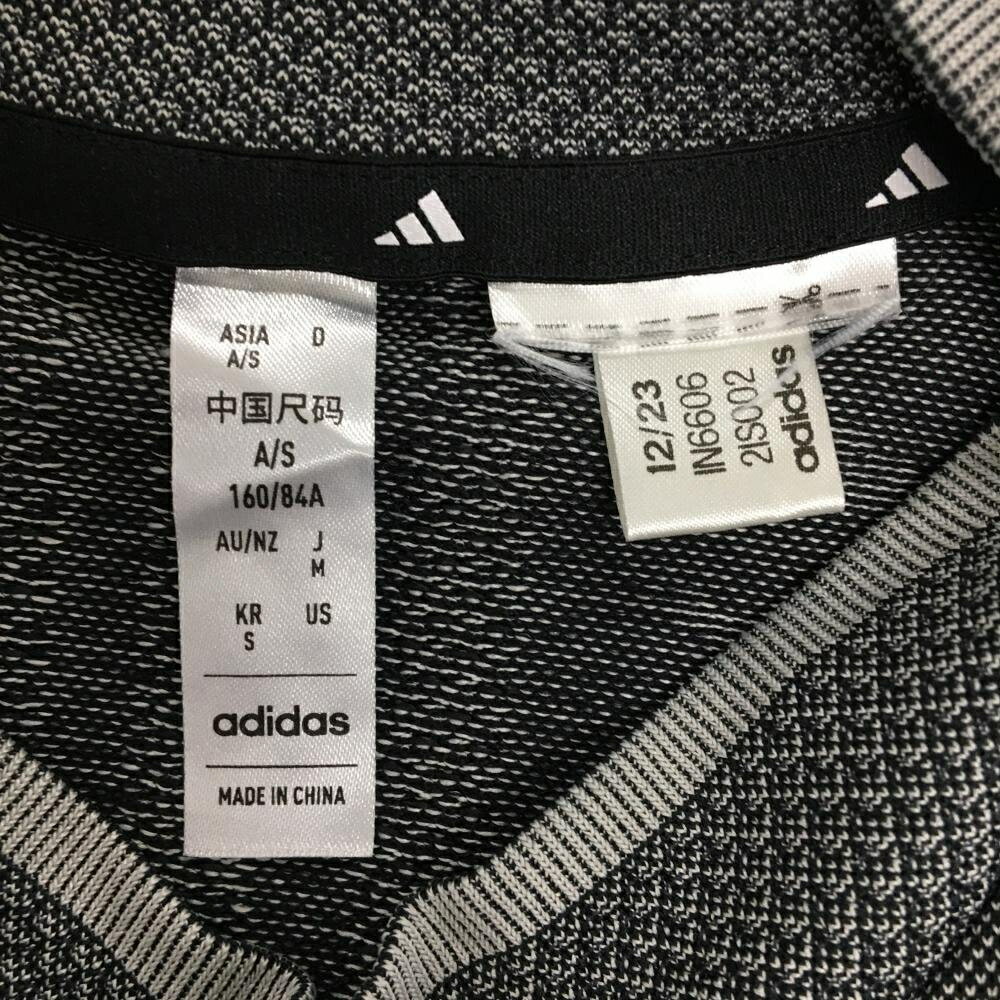 ASIA D
A/S
中国尺码
A/S
160/84A
AU/NZ J
M
KR US
S
adidas
MADE IN CHINA
12/23
IN6606
2IS002
adidas